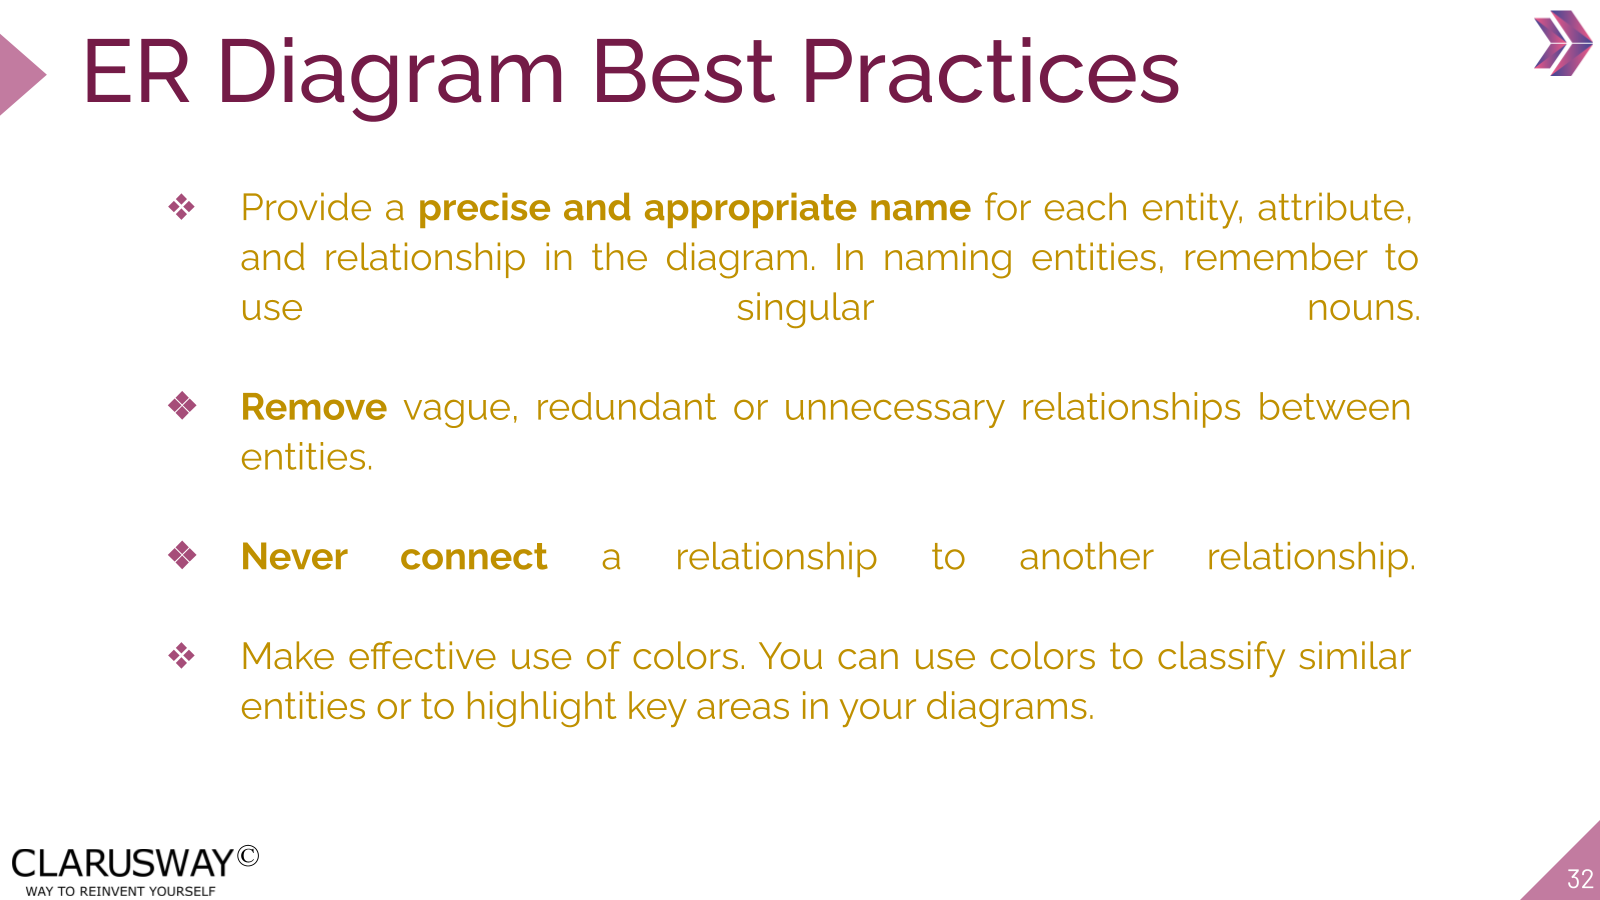 ER Diagram Best Practices
❖ Provide a precise and appropriate name for each entity, attribute,
and relationship in the diagram. In naming entities, remember to
use singular nouns.
❖ Remove vague, redundant or unnecessary relationships between
entities.
❖ Never connect a relationship to another relationship.
❖ Make effective use of colors. You can use colors to classify similar
entities or to highlight key areas in your diagrams.
CLARUSWAY©
WAY TO REINVENT YOURSELF
32